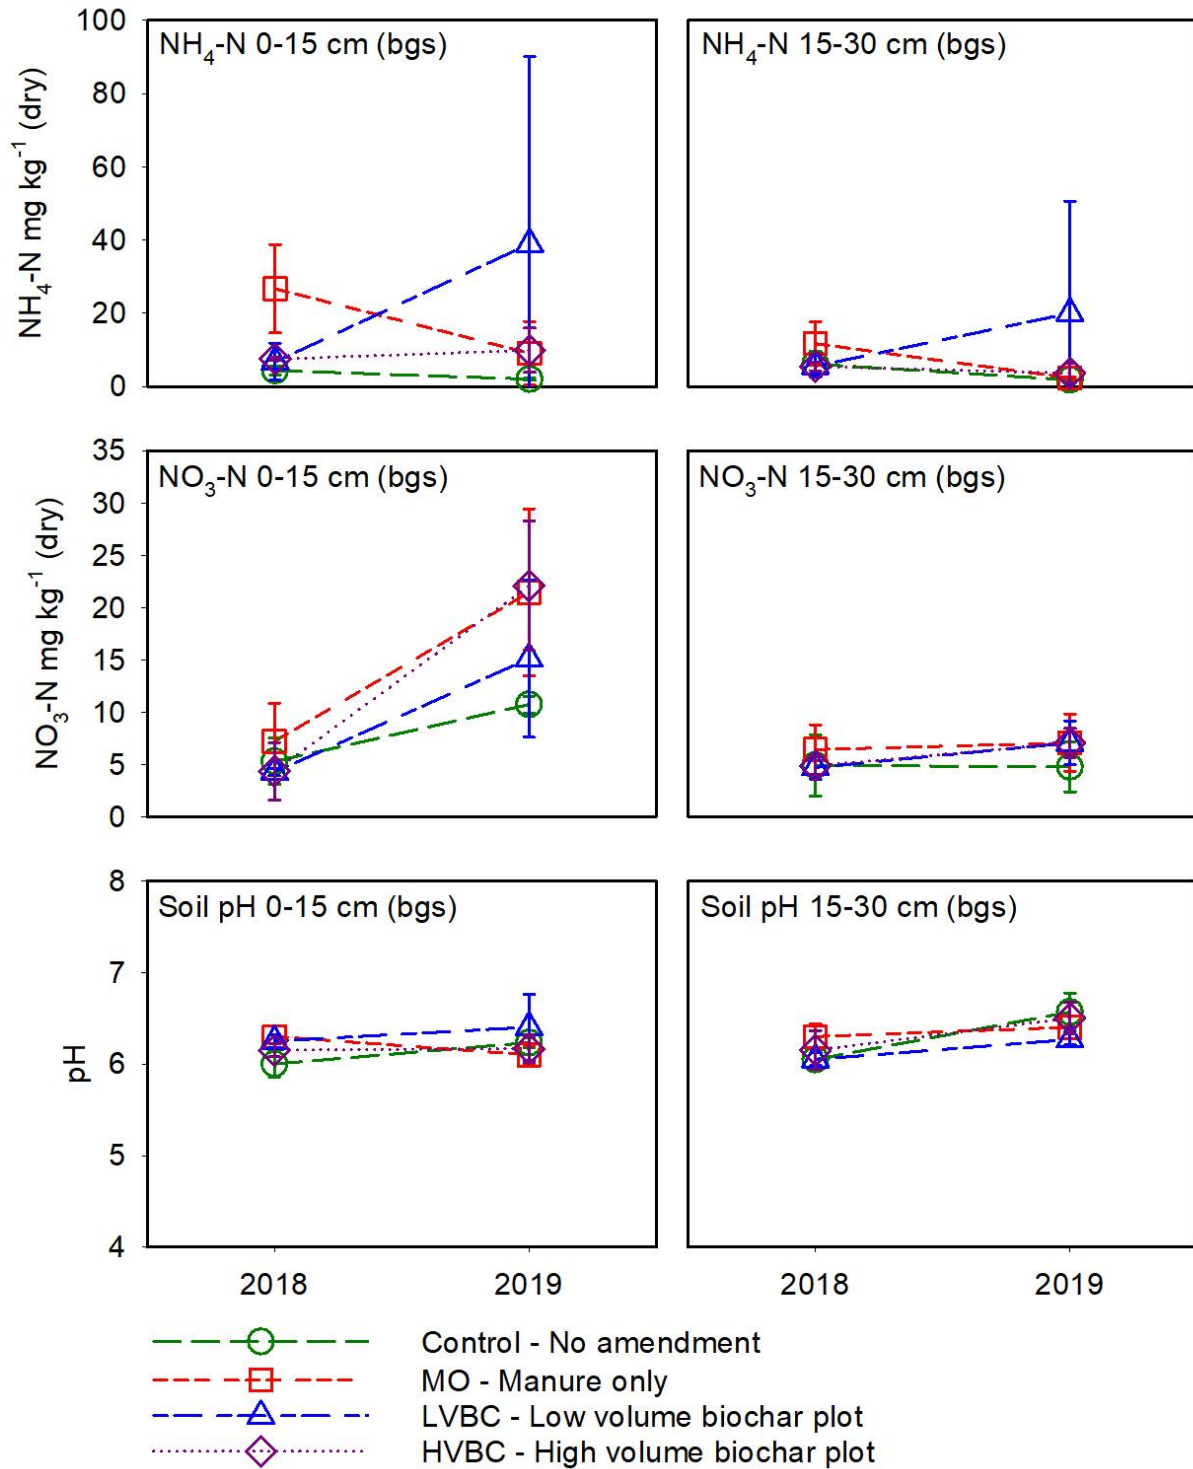 NH4-N 0-15 cm (bgs)
NH4-N 15-30 cm (bgs)
NH4-N mg kg-1 (dry)
100
80
60
40
20
0
NO3-N 0-15 cm (bgs)
NO3-N 15-30 cm (bgs)
NO3-N mg kg-1 (dry)
35
30
25
20
15
10
5
0
Soil pH 0-15 cm (bgs)
Soil pH 15-30 cm (bgs)
pH
8
7
6
5
4
2018 2019
2018 2019
Control - No amendment
MO - Manure only
LVBC - Low volume biochar plot
HVBC - High volume biochar plot